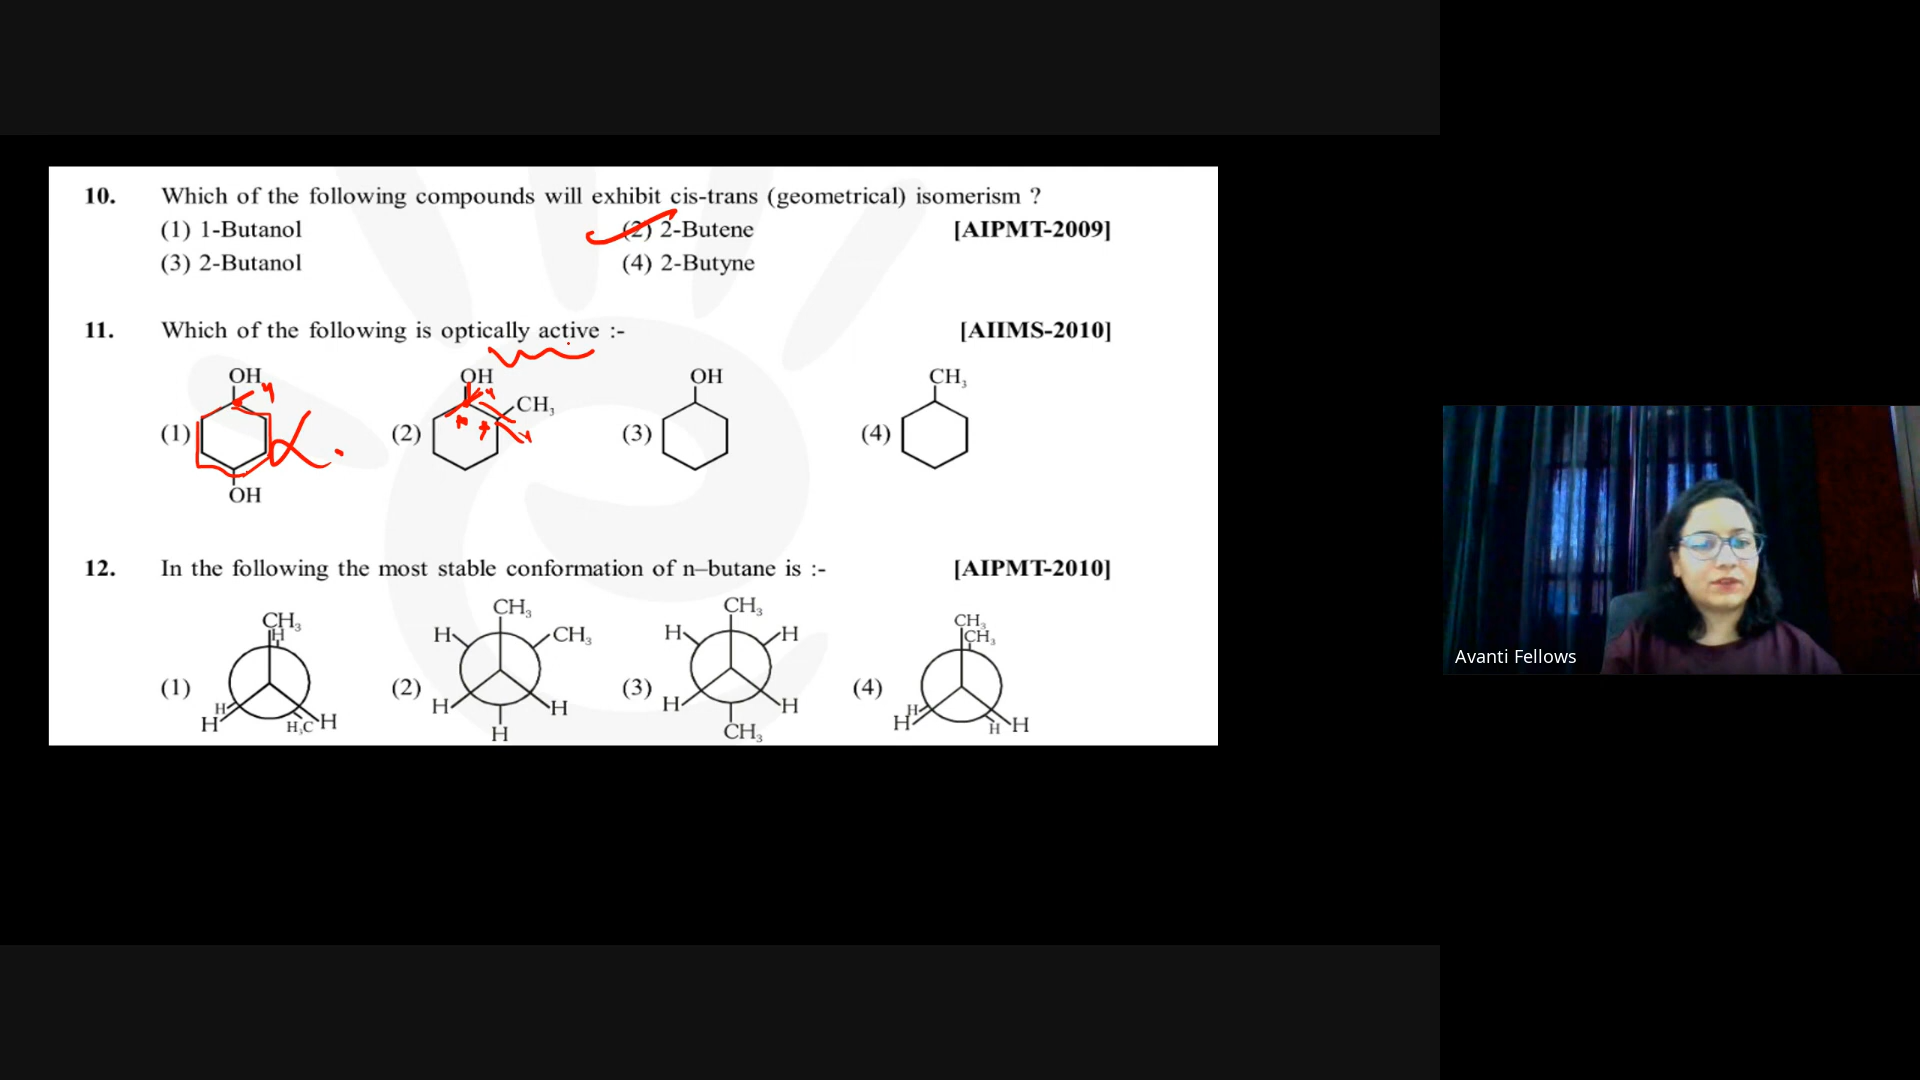 10. Which of the following compounds will exhibit cis-trans (geometrical) isomerism ?
(1) 1-Butanol (2) 2-Butene [AIPMT-2009]
(3) 2-Butanol (4) 2-Butyne
11. Which of the following is optically active :- [AIIMS-2010]
OH OH OH CH₃
CH₃
(1) (2) (3) (4)
OH
12. In the following the most stable conformation of n–butane is :- [AIPMT-2010]
CH₃ CH₃ CH₃ CH₃
H H CH₃ H H CH₃
(1) (2) (3) (4)
H H H₃C H H H H H H H H H
H CH₃
Avanti Fellows